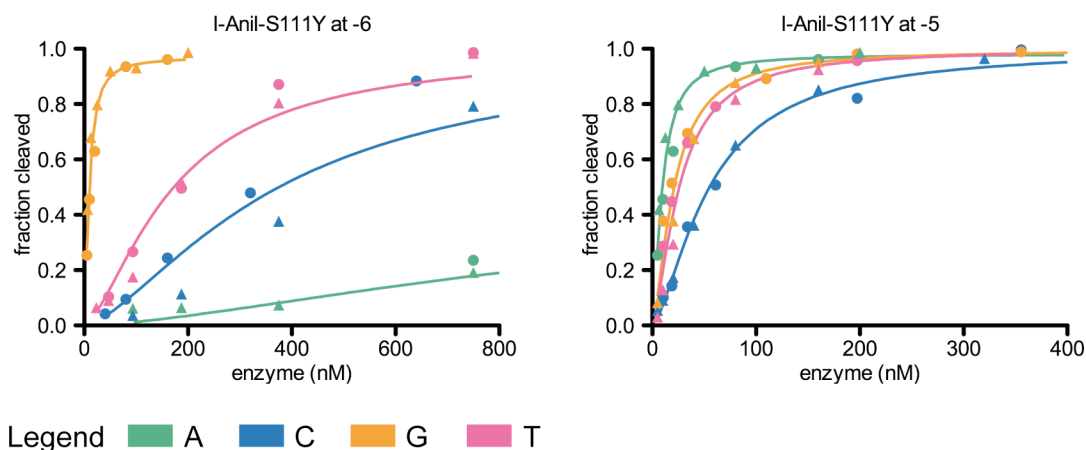 I-AniI-S111Y at -6
1.0
0.8
0.6
0.4
0.2
0.0
fraction cleaved
0 200 400 600 800
enzyme (nM)
I-AniI-S111Y at -5
1.0
0.8
0.6
0.4
0.2
0.0
fraction cleaved
0 100 200 300 400
enzyme (nM)
Legend A C G T